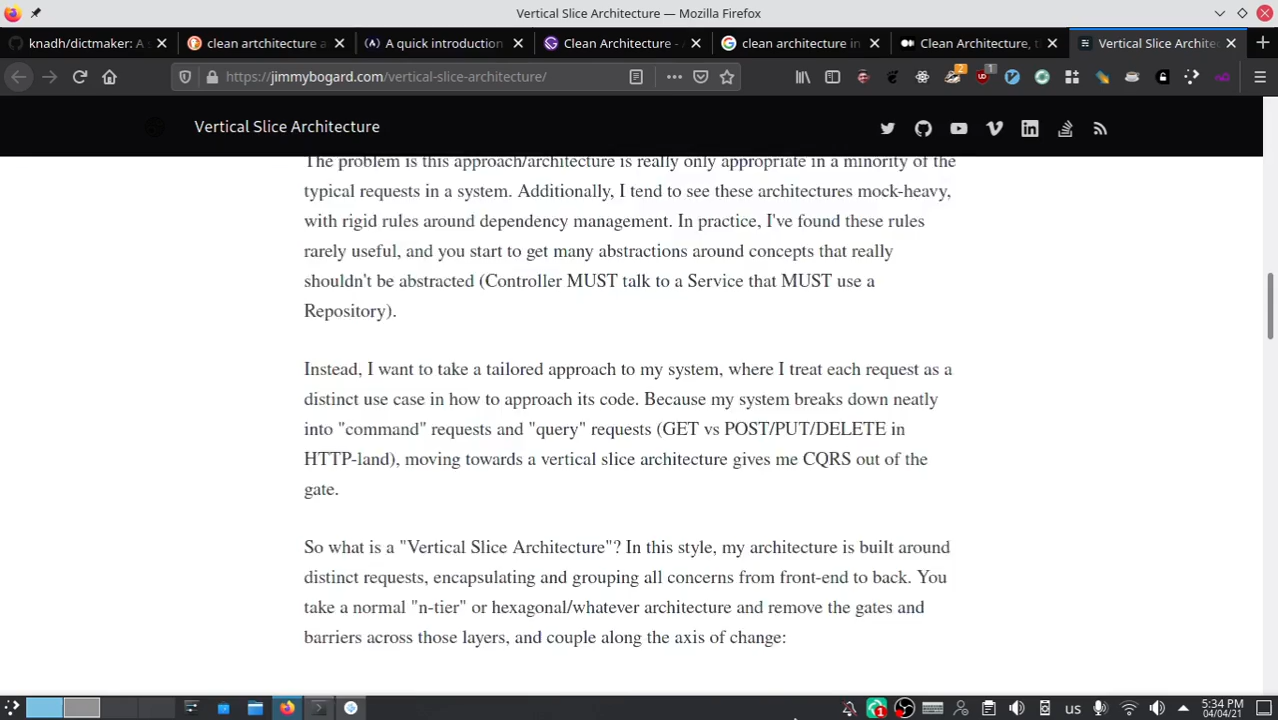 Vertical Slice Architecture — Mozilla Firefox
knadh/dictmaker: A s
clean artchitecture a
A quick introduction
Clean Architecture -
clean architecture in
Clean Architecture, t
Vertical Slice Archite
https://jimmybogard.com/vertical-slice-architecture/
2
1
Vertical Slice Architecture
The problem is this approach/architecture is really only appropriate in a minority of the
typical requests in a system. Additionally, I tend to see these architectures mock-heavy,
with rigid rules around dependency management. In practice, I've found these rules
rarely useful, and you start to get many abstractions around concepts that really
shouldn't be abstracted (Controller MUST talk to a Service that MUST use a
Repository).
Instead, I want to take a tailored approach to my system, where I treat each request as a
distinct use case in how to approach its code. Because my system breaks down neatly
into "command" requests and "query" requests (GET vs POST/PUT/DELETE in
HTTP-land), moving towards a vertical slice architecture gives me CQRS out of the
gate.
So what is a "Vertical Slice Architecture"? In this style, my architecture is built around
distinct requests, encapsulating and grouping all concerns from front-end to back. You
take a normal "n-tier" or hexagonal/whatever architecture and remove the gates and
barriers across those layers, and couple along the axis of change:
1
us
5:34 PM
04/04/21